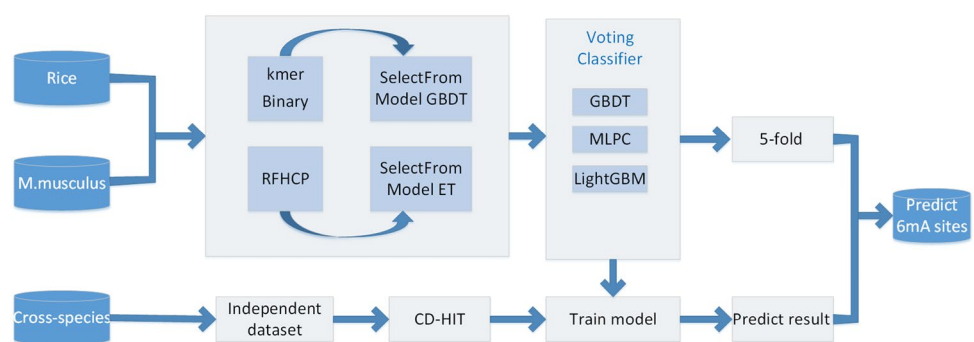 Rice
M.musculus
kmer
Binary
SelectFrom
Model GBDT
RFHCP
SelectFrom
Model ET
Voting
Classifier
GBDT
MLPC
LightGBM
5-fold
Predict
6mA sites
Cross-species
Independent
dataset
CD-HIT
Train model
Predict result